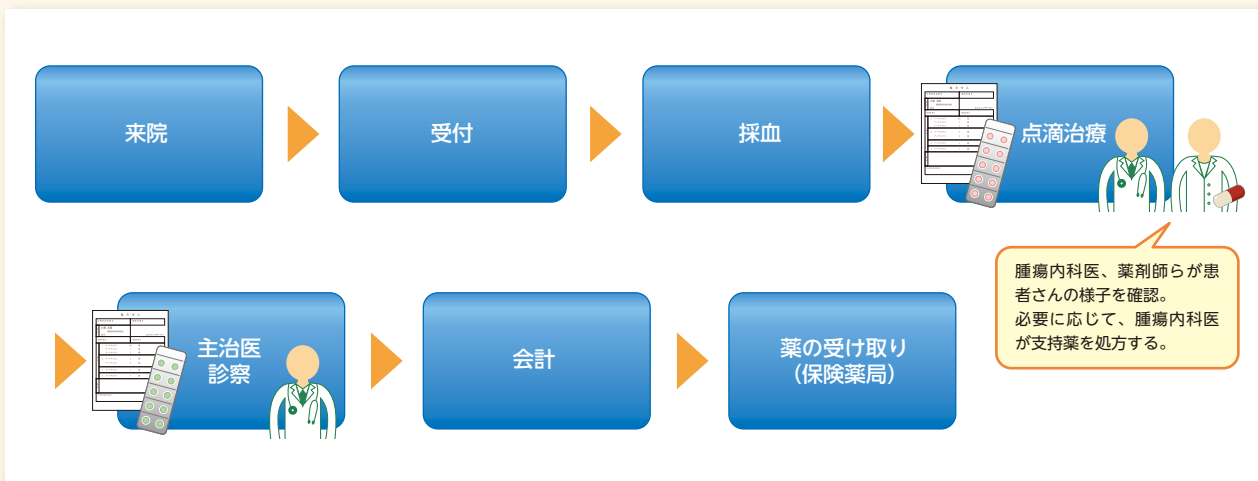 来院
受付
採血
点滴治療
腫瘍内科医、薬剤師らが患
者さんの様子を確認。
必要に応じて、腫瘍内科医
が支持薬を処方する。
主治医
診察
会計
薬の受け取り
（保険薬局）